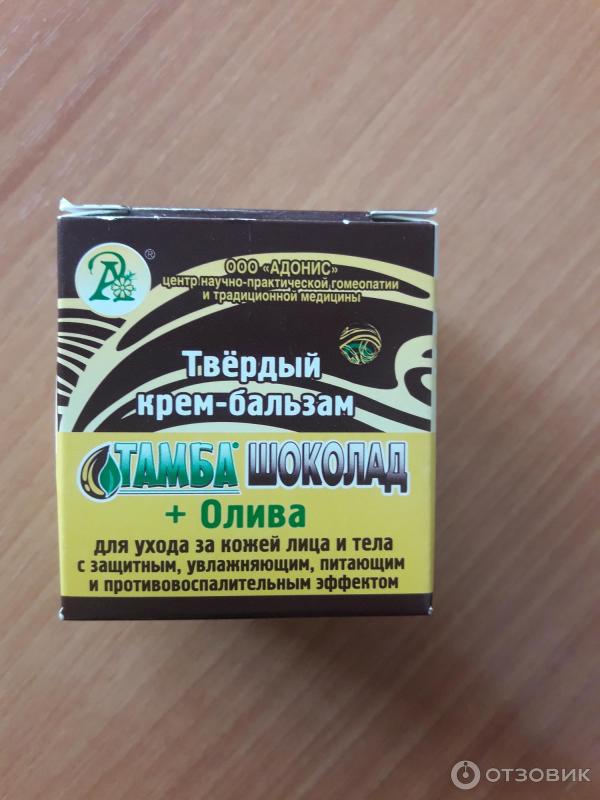 ®
ООО «АДОНИС»
центр научно-практической гомеопатии
и традиционной медицины
Твёрдый
крем-бальзам
ТАМБА® ШОКОЛАД
+ Олива
для ухода за кожей лица и тела
с защитным, увлажняющим, питающим
и противовоспалительным эффектом
ОТЗОВИК